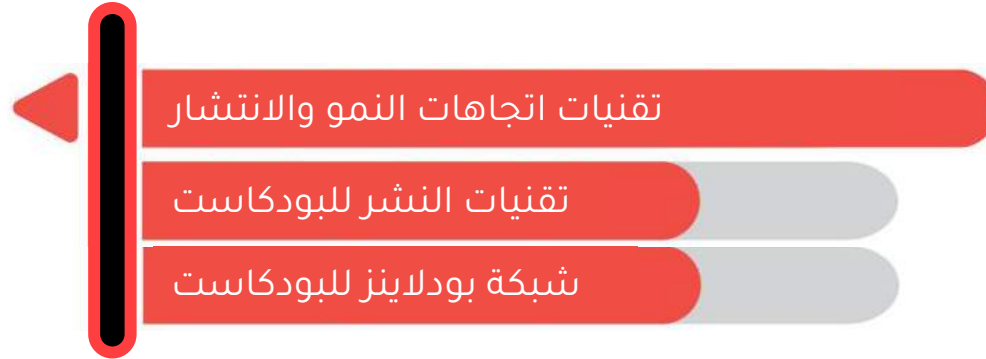 تقنيات اتجاهات النمو والانتشار
تقنيات النشر للبودكاست
شبكة بودلاينز للبودكاست